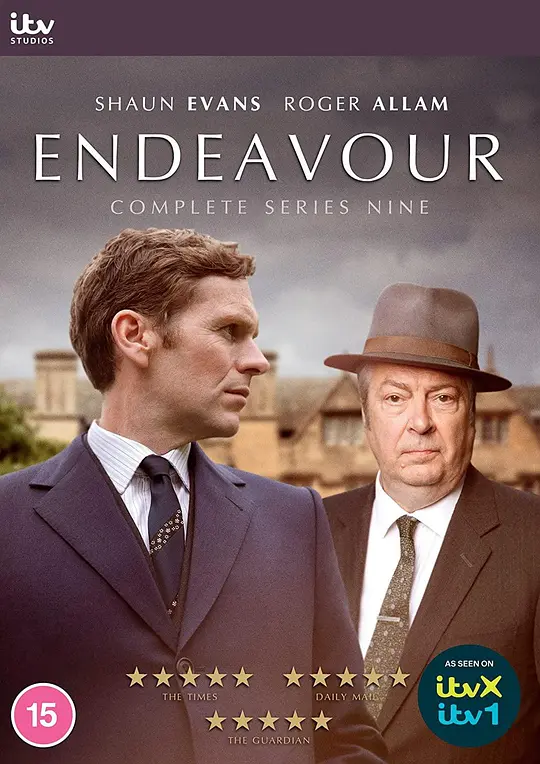 itv
STUDIOS
SHAUN EVANS ROGER ALLAM
ENDEAVOUR
COMPLETE SERIES NINE
THE TIMES
DAILY MAIL
THE GUARDIAN
15
AS SEEN ON
itvX
itv1